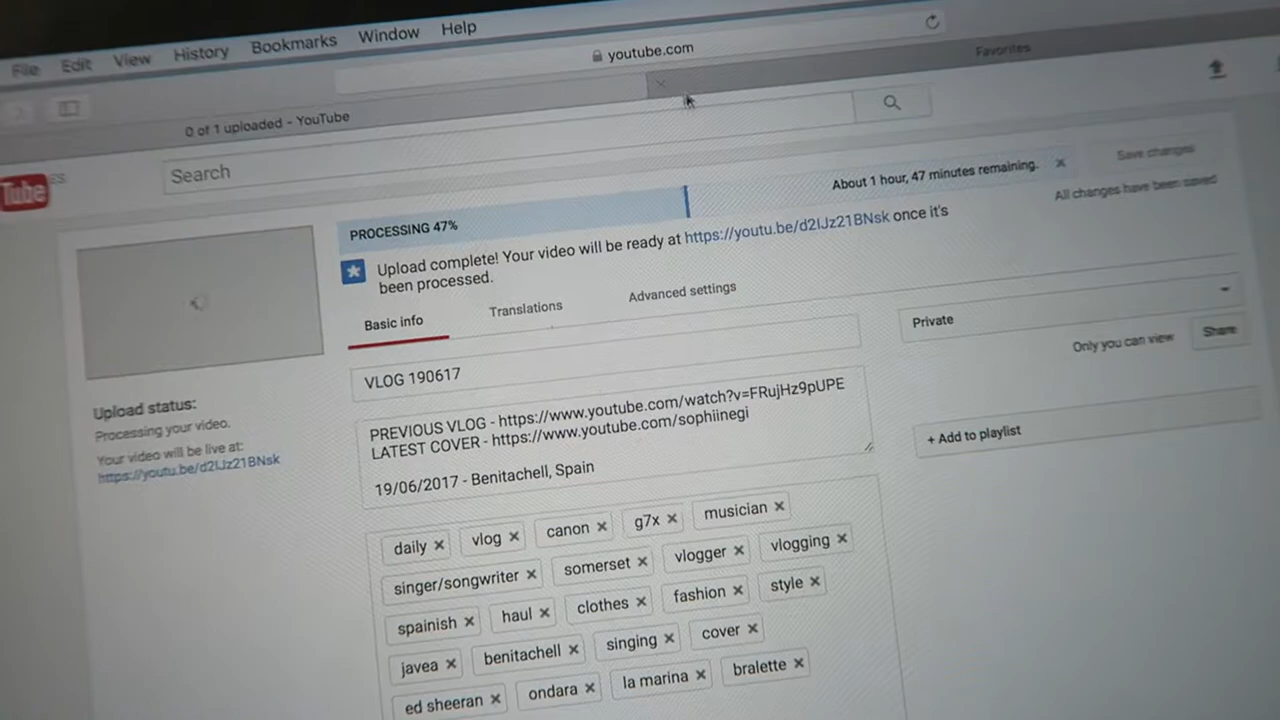 File Edit View History Bookmarks Window Help
youtube.com
Favorites
0 of 1 uploaded - YouTube
Tube ES
Search
PROCESSING 47%
About 1 hour, 47 minutes remaining.
Save changes
All changes have been saved
Upload complete! Your video will be ready at https://youtu.be/d2lJz21BNsk once it's
been processed.
Basic info
Translations
Advanced settings
VLOG 190617
Private
Only you can view
Share
Upload status:
Processing your video.
Your video will be live at:
https://youtu.be/d2lJz21BNsk
PREVIOUS VLOG - https://www.youtube.com/watch?v=FRujHz9pUPE
LATEST COVER - https://www.youtube.com/sophiinegi
19/06/2017 - Benitachell, Spain
+ Add to playlist
daily vlog canon g7x musician
singer/songwriter somerset vlogger vlogging
spainish haul clothes fashion style
javea benitachell singing cover
ed sheeran ondara la marina bralette